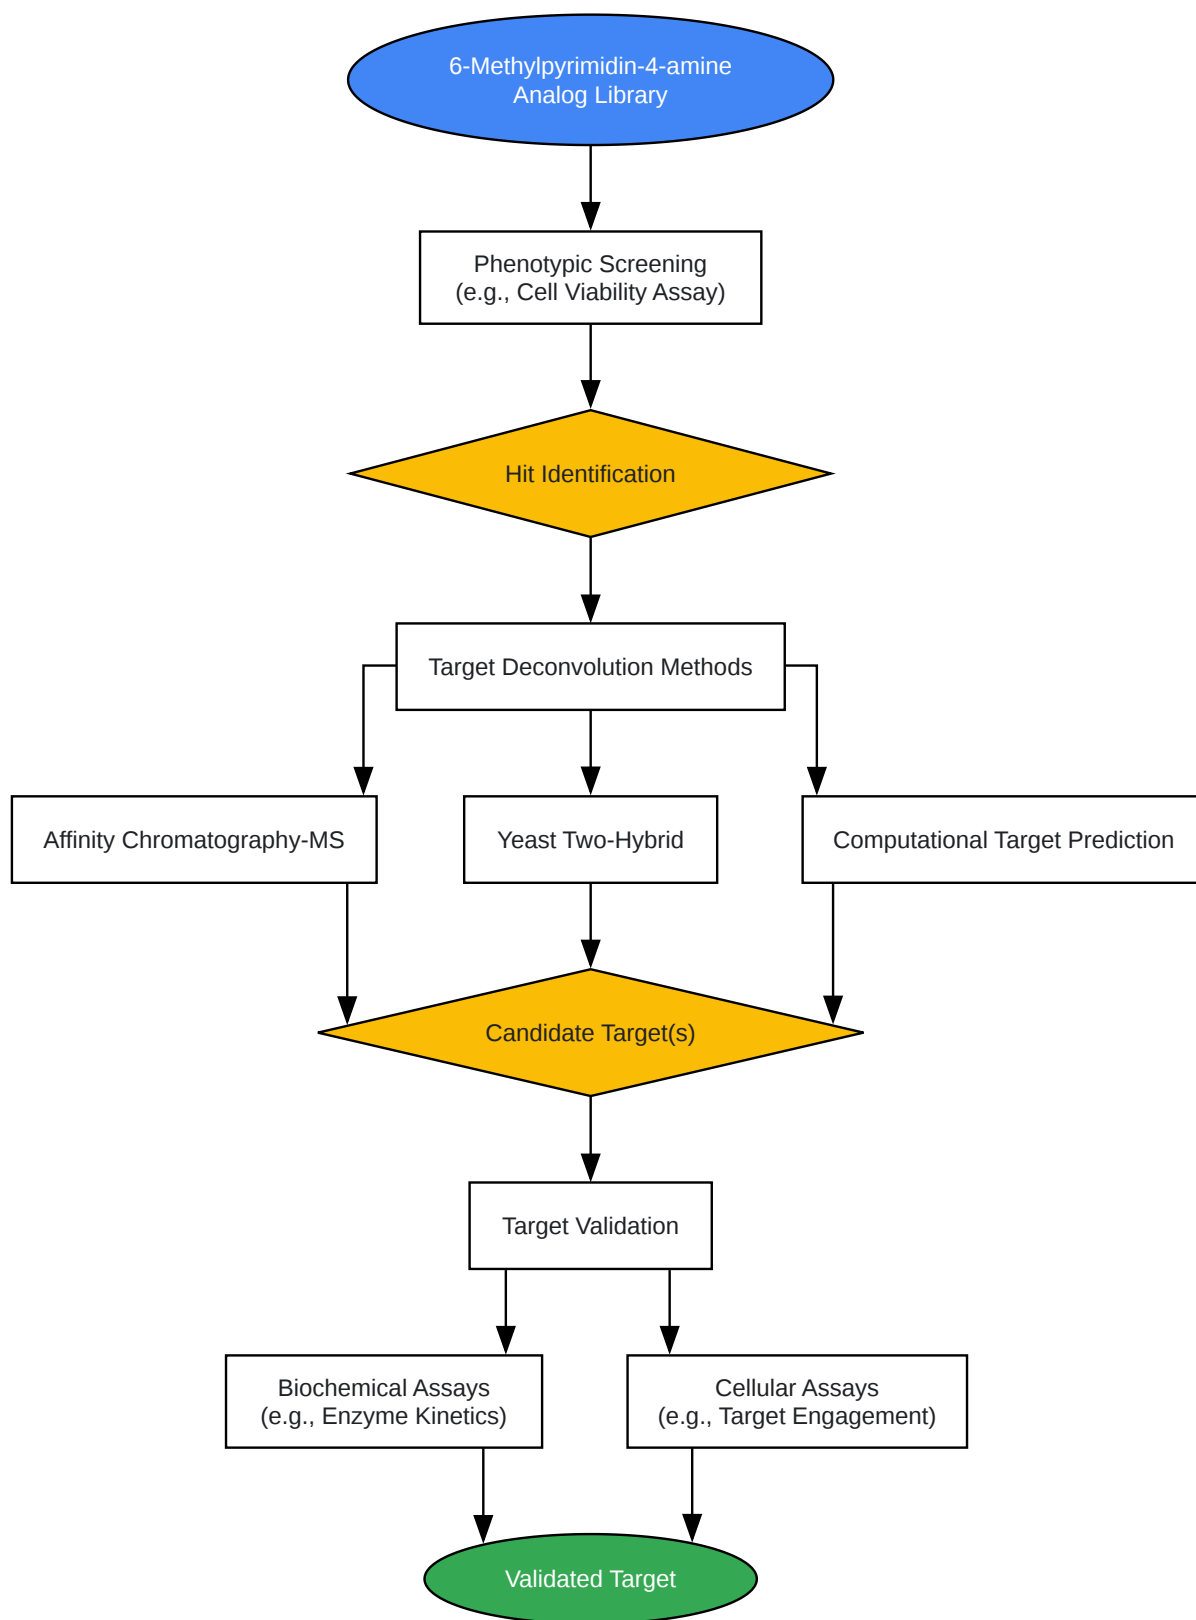 6-Methylpyrimidin-4-amine
Analog Library
Phenotypic Screening
(e.g., Cell Viability Assay)
Hit Identification
Target Deconvolution Methods
Affinity Chromatography-MS
Yeast Two-Hybrid
Computational Target Prediction
Candidate Target(s)
Target Validation
Biochemical Assays
(e.g., Enzyme Kinetics)
Cellular Assays
(e.g., Target Engagement)
Validated Target